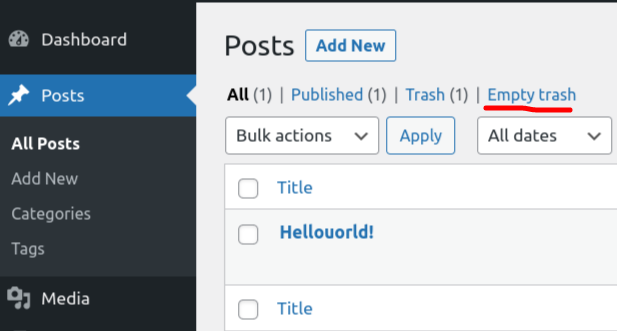 Dashboard
Posts
All Posts
Add New
Categories
Tags
Media
Posts Add New
All (1) | Published (1) | Trash (1) | Empty trash
Bulk actions Apply All dates
Title
Hellouorld!
Title